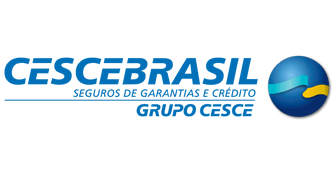 CESCEBRASIL
SEGUROS DE GARANTIAS E CRÉDITO
GRUPO CESCE